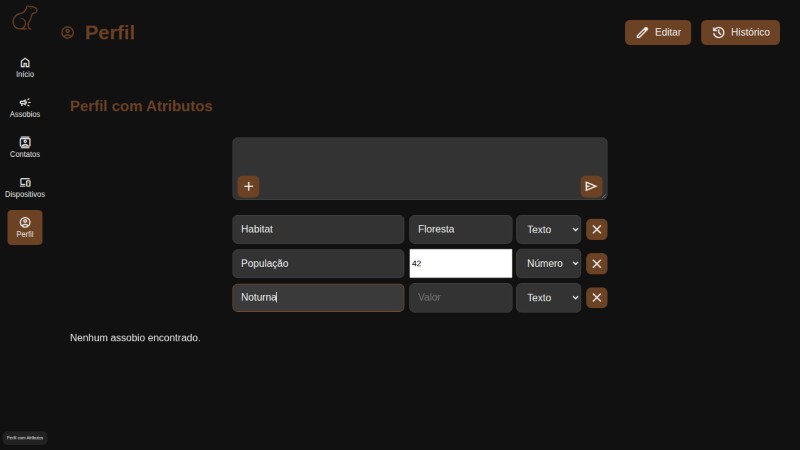 Perfil
Editar
Histórico
Início
Assobios
Contatos
Dispositivos
Perfil
Perfil com Atributos
Habitat Floresta Texto
População 42 Número
Noturna Valor Texto
Nenhum assobio encontrado.
Perfil com Atributos